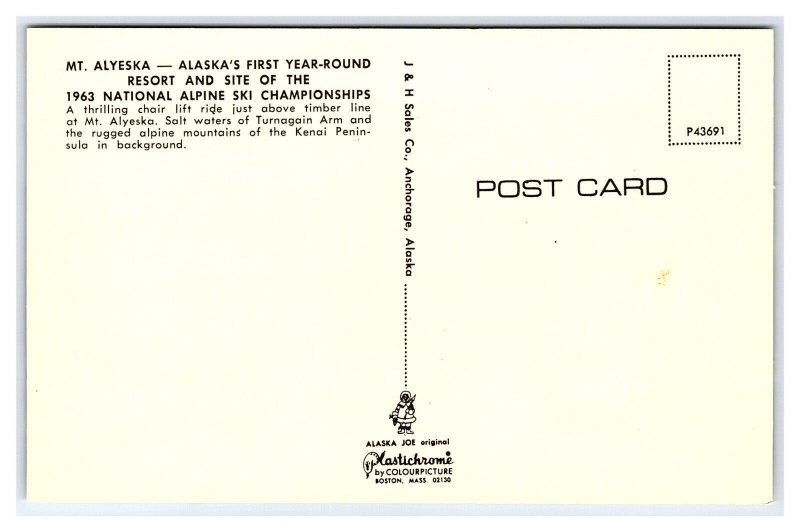 MT. ALYESKA — ALASKA'S FIRST YEAR-ROUND
RESORT AND SITE OF THE
1963 NATIONAL ALPINE SKI CHAMPIONSHIPS
A thrilling chair lift ride just above timber line
at Mt. Alyeska. Salt waters of Turnagain Arm and
the rugged alpine mountains of the Kenai Penin-
sula in background.
J & H Sales Co., Anchorage, Alaska
P43691
POST CARD
ALASKA JOE original
Plastichrome
by COLOURPICTURE
BOSTON, MASS. 02130